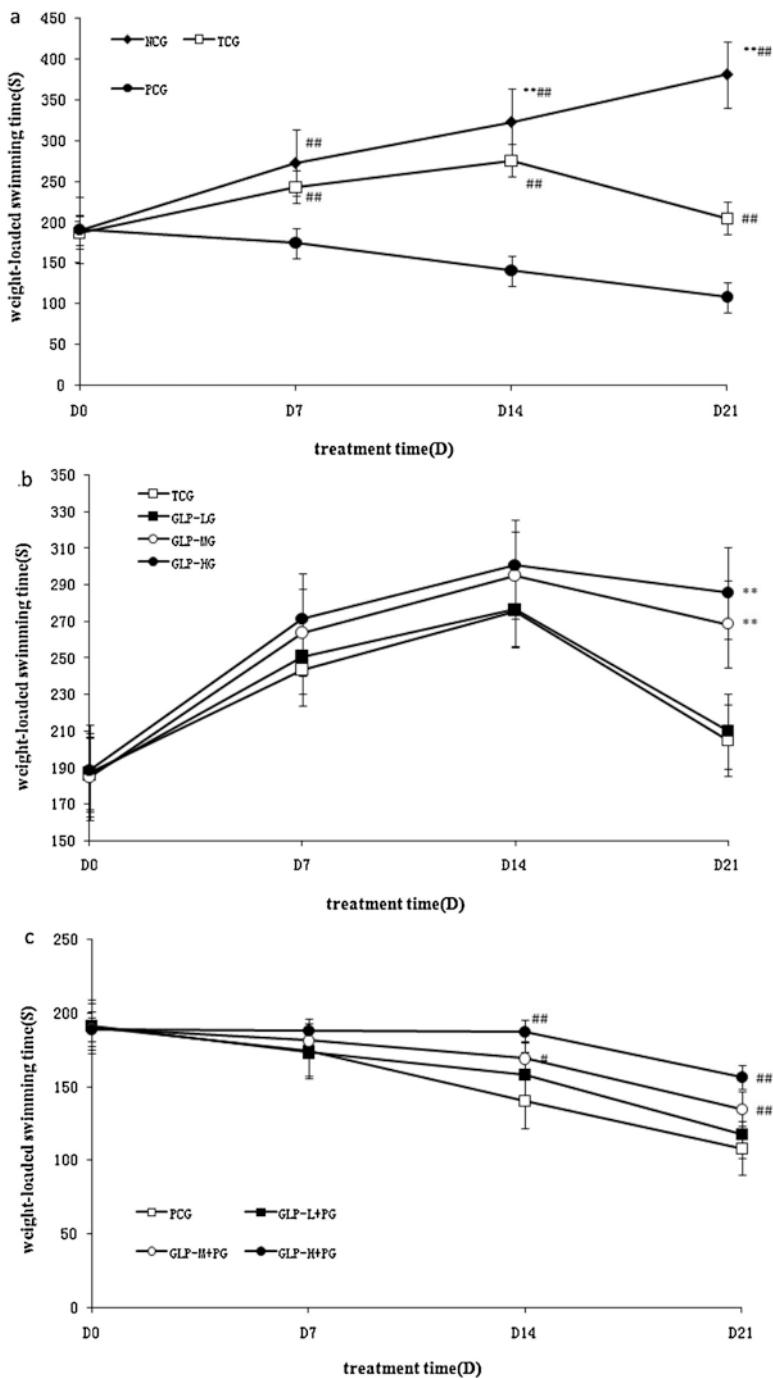 a
NCG TCG
PCG
450
400
350
300
250
200
150
100
50
0
**##
**##
##
##
##
##
weight-loaded swimming time(S)
D0 D7 D14 D21
treatment time(D)
.b
TCG
GLP-LG
GLP-MG
GLP-HG
350
330
310
290
270
250
230
210
190
170
150
**
**
weight-loaded swimming time(S)
D0 D7 D14 D21
treatment time(D)
c
250
200
150
100
50
0
##
#
##
##
weight-loaded swimming time(S)
PCG GLP-L+PG
GLP-M+PG GLP-H+PG
D0 D7 D14 D21
treatment time(D)